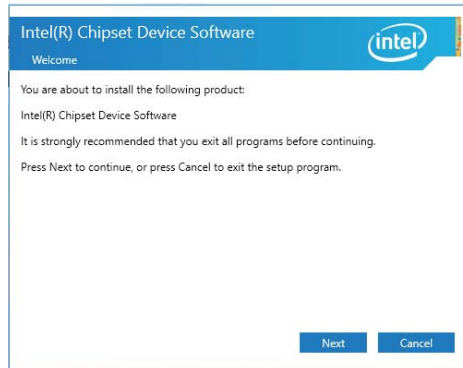 Intel(R) Chipset Device Software
intel
Welcome
You are about to install the following product:
Intel(R) Chipset Device Software
It is strongly recommended that you exit all programs before continuing.
Press Next to continue, or press Cancel to exit the setup program.
Next
Cancel